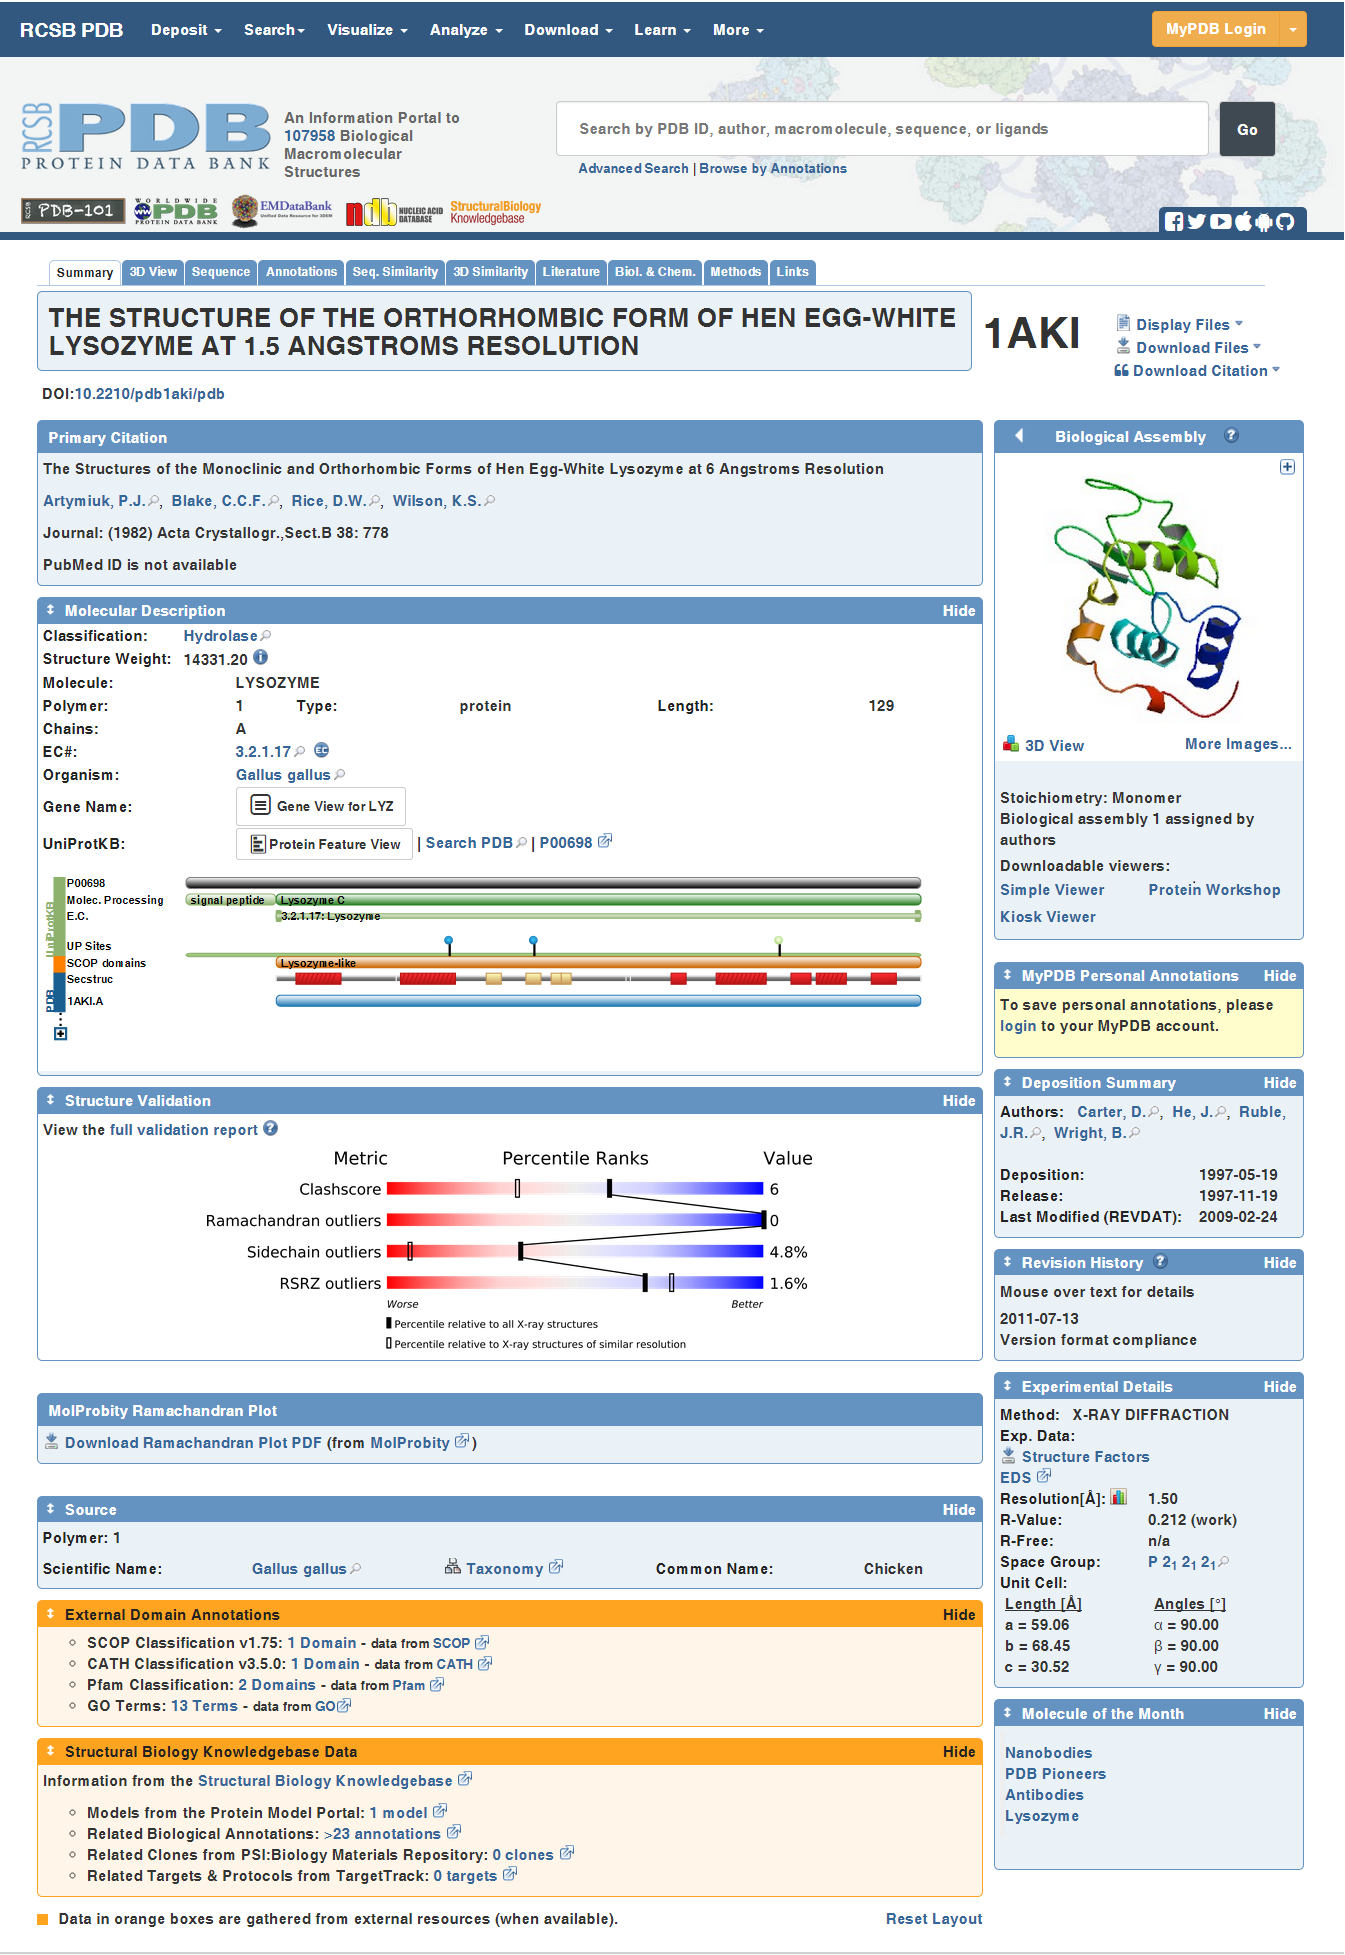 RCSB PDB Deposit Search Visualize Analyze Download Learn More MyPDB Login
RCSB PDB
PROTEIN DATA BANK
An Information Portal to
107958 Biological
Macromolecular
Structures
Search by PDB ID, author, macromolecule, sequence, or ligands
Go
Advanced Search | Browse by Annotations
RCSB PDB-101
WORLDWIDE PDB PROTEIN DATA BANK
EMDataBank Unified Data Resource for 3DEM
ndb NUCLEIC ACID DATABASE
StructuralBiology Knowledgebase
Summary 3D View Sequence Annotations Seq. Similarity 3D Similarity Literature Biol. & Chem. Methods Links
THE STRUCTURE OF THE ORTHORHOMBIC FORM OF HEN EGG-WHITE
LYSOZYME AT 1.5 ANGSTROMS RESOLUTION
1AKI
Display Files
Download Files
Download Citation
DOI:10.2210/pdb1aki/pdb
Primary Citation
The Structures of the Monoclinic and Orthorhombic Forms of Hen Egg-White Lysozyme at 6 Angstroms Resolution
Artymiuk, P.J., Blake, C.C.F., Rice, D.W., Wilson, K.S.
Journal: (1982) Acta Crystallogr.,Sect.B 38: 778
PubMed ID is not available
Molecular Description Hide
Classification: Hydrolase
Structure Weight: 14331.20
Molecule: LYSOZYME
Polymer: 1 Type: protein Length: 129
Chains: A
EC#: 3.2.1.17 EC
Organism: Gallus gallus
Gene Name: Gene View for LYZ
UniProtKB: Protein Feature View | Search PDB | P00698
UniProtKB
PDB
P00698
Molec. Processing signal peptide Lysozyme C
E.C. 3.2.1.17: Lysozyme
UP Sites
SCOP domains Lysozyme-like
Secstruc
1AKI.A
Structure Validation Hide
View the full validation report
Metric Percentile Ranks Value
Clashscore 6
Ramachandran outliers 0
Sidechain outliers 4.8%
RSRZ outliers 1.6%
Worse Better
Percentile relative to all X-ray structures
Percentile relative to X-ray structures of similar resolution
MolProbity Ramachandran Plot
Download Ramachandran Plot PDF (from MolProbity )
Source Hide
Polymer: 1
Scientific Name: Gallus gallus Taxonomy Common Name: Chicken
External Domain Annotations Hide
SCOP Classification v1.75: 1 Domain - data from SCOP
CATH Classification v3.5.0: 1 Domain - data from CATH
Pfam Classification: 2 Domains - data from Pfam
GO Terms: 13 Terms - data from GO
Structural Biology Knowledgebase Data Hide
Information from the Structural Biology Knowledgebase
Models from the Protein Model Portal: 1 model
Related Biological Annotations: >23 annotations
Related Clones from PSI:Biology Materials Repository: 0 clones
Related Targets & Protocols from TargetTrack: 0 targets
Data in orange boxes are gathered from external resources (when available).
Reset Layout
Biological Assembly ?
3D View More Images...
Stoichiometry: Monomer
Biological assembly 1 assigned by
authors
Downloadable viewers:
Simple Viewer Protein Workshop
Kiosk Viewer
MyPDB Personal Annotations Hide
To save personal annotations, please
login to your MyPDB account.
Deposition Summary Hide
Authors: Carter, D., He, J., Ruble,
J.R., Wright, B.
Deposition: 1997-05-19
Release: 1997-11-19
Last Modified (REVDAT): 2009-02-24
Revision History ? Hide
Mouse over text for details
2011-07-13
Version format compliance
Experimental Details Hide
Method: X-RAY DIFFRACTION
Exp. Data:
Structure Factors
EDS
Resolution[Å]: 1.50
R-Value: 0.212 (work)
R-Free: n/a
Space Group: P 2₁ 2₁ 2₁
Unit Cell:
Length [Å] Angles [°]
a = 59.06 α = 90.00
b = 68.45 β = 90.00
c = 30.52 γ = 90.00
Molecule of the Month Hide
Nanobodies
PDB Pioneers
Antibodies
Lysozyme